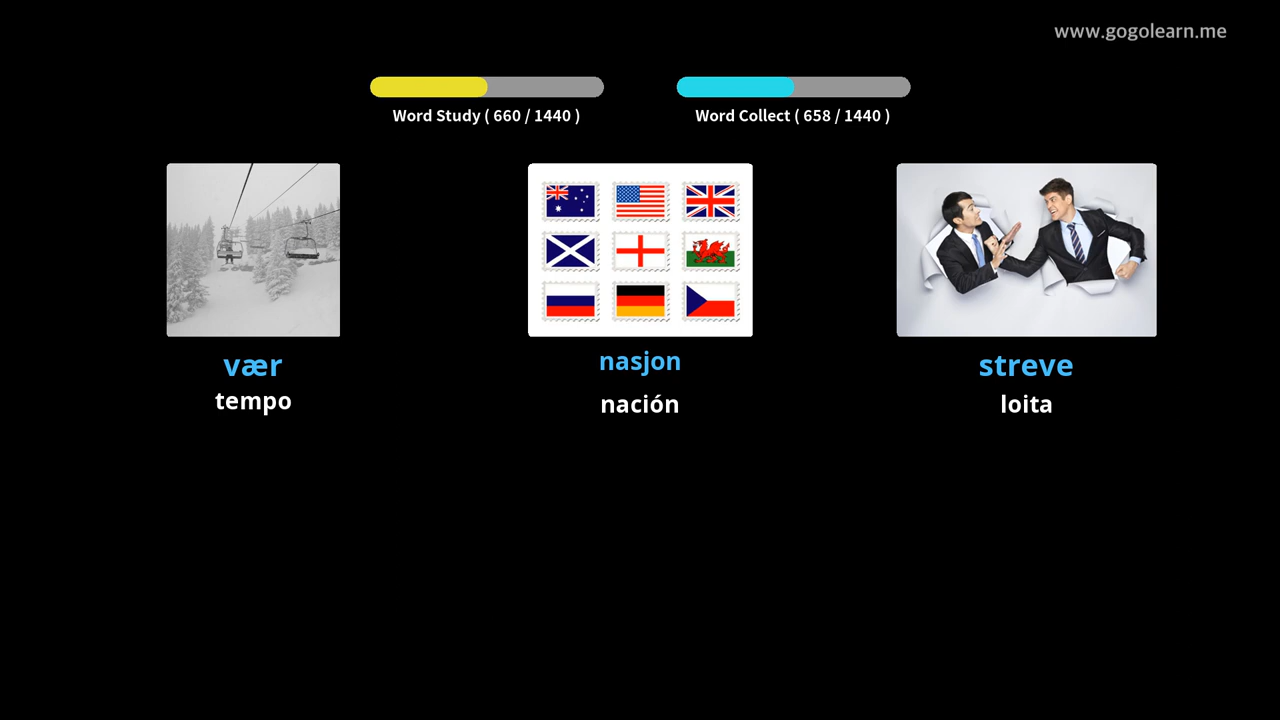 www.gogolearn.me
Word Study ( 660 / 1440 )
Word Collect ( 658 / 1440 )
vær
tempo
nasjon
nación
streve
loita